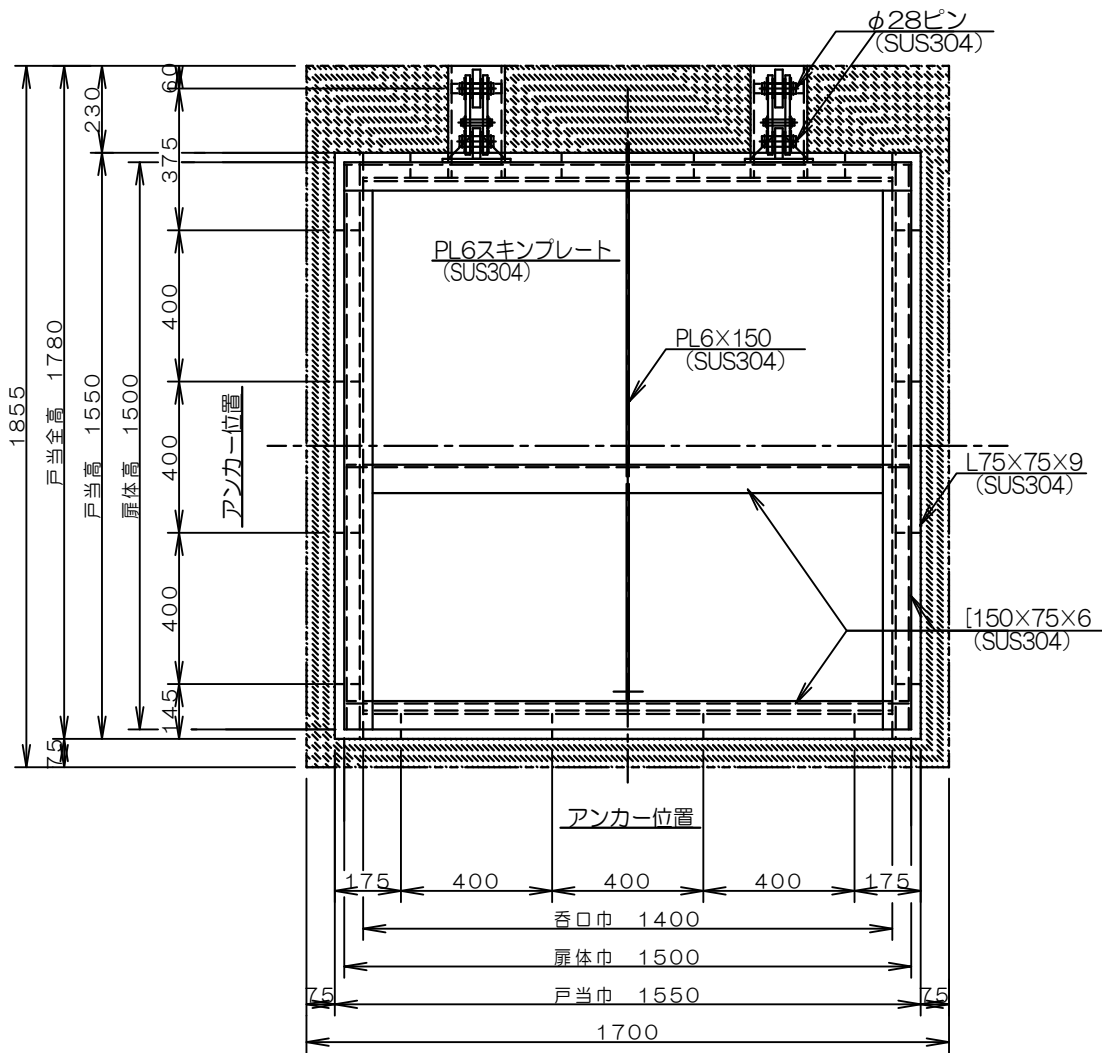 φ28ピン
(SUS304)
60
230
375
PL6スキンプレート
(SUS304)
400
PL6×150
(SUS304)
1855
戸当全高 1780
戸当高 1550
扉体高 1500
400
アンカー位置
L75×75×9
(SUS304)
400
[150×75×6
(SUS304)
145
75
アンカー位置
175
400
400
400
175
呑口巾 1400
扉体巾 1500
75
戸当巾 1550
75
1700